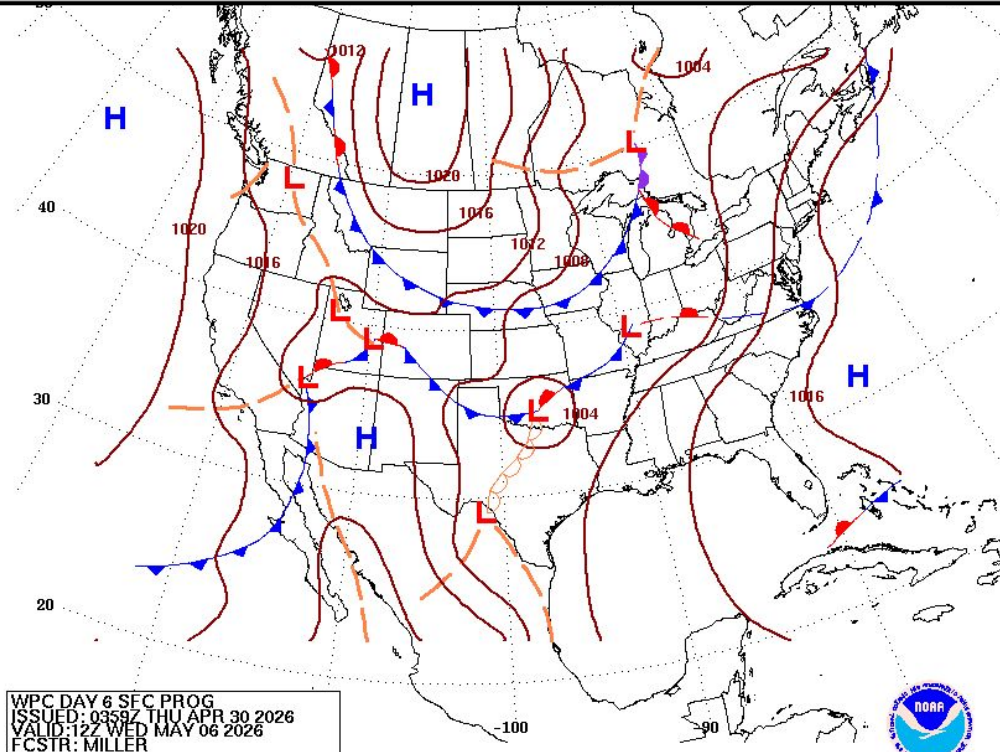 1012
1004
H
H
L
L
40
1020
1016
1020
1016
1012
1008
L
L
L
L
H
30
L
1004
1016
H
L
20
-100
-90
WPC DAY 6 SFC PROG
ISSUED: 0359Z THU APR 30 2026
VALID:12Z WED MAY 06 2026
FCSTR: MILLER
NOAA